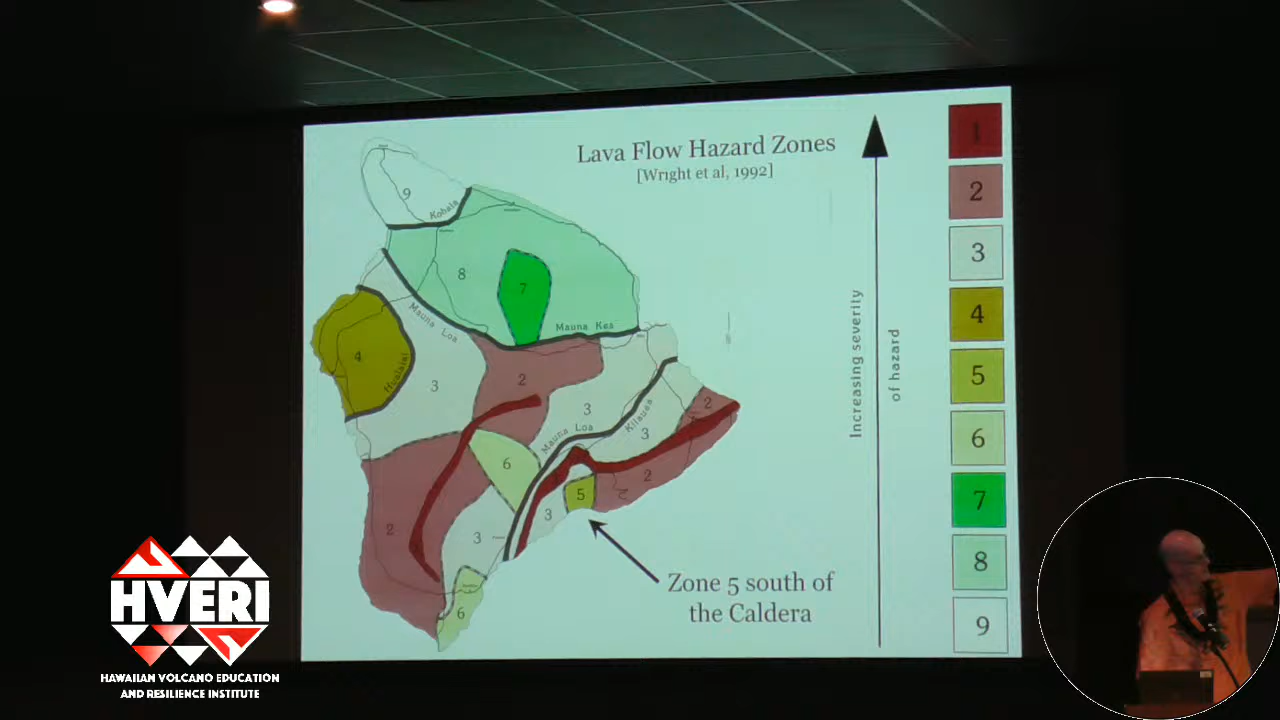 Lava Flow Hazard Zones
[Wright et al, 1992]
9
Kohala
8
7
Mauna Loa
Mauna Kea
4
Hualalai
3
2
3
2
Mauna Loa
Kilauea
3
6
2
5
3
2
3
6
Zone 5 south of
the Caldera
Increasing severity
of hazard
1
2
3
4
5
6
7
8
9
HVERI
HAWAIIAN VOLCANO EDUCATION
AND RESILIENCE INSTITUTE